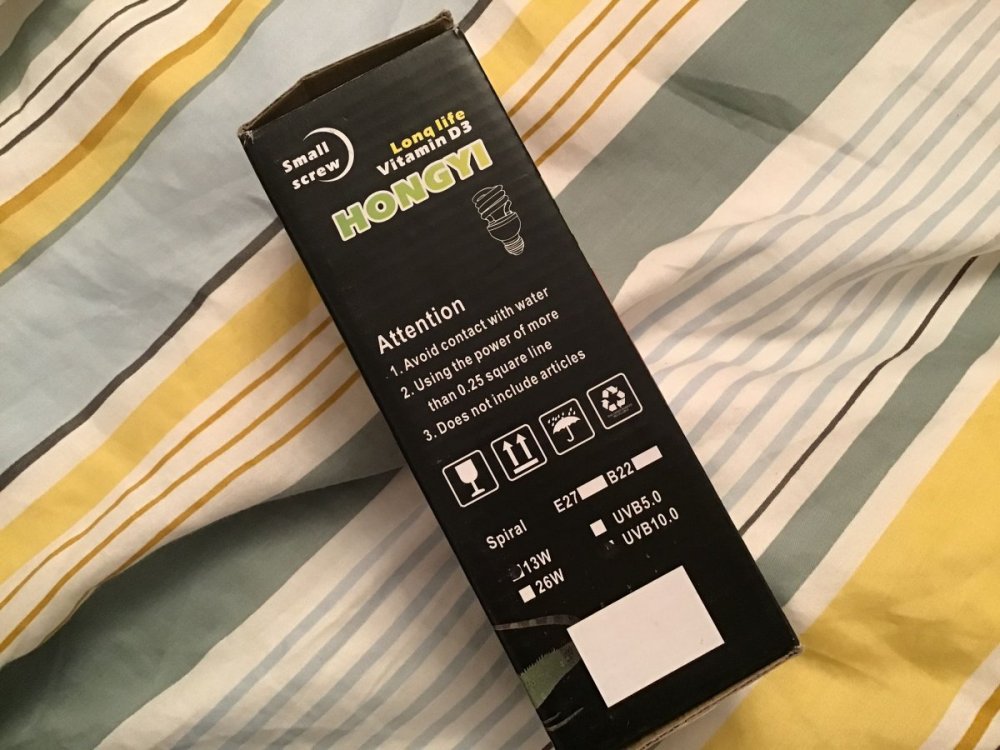 Small
screw
Long life
Vitamin D3
HONGYI
Attention
1. Avoid contact with water
2. Using the power of more
than 0.25 square line
3. Does not include articles
E27 B22
Spiral
UVB5.0
UVB10.0
13W
26W